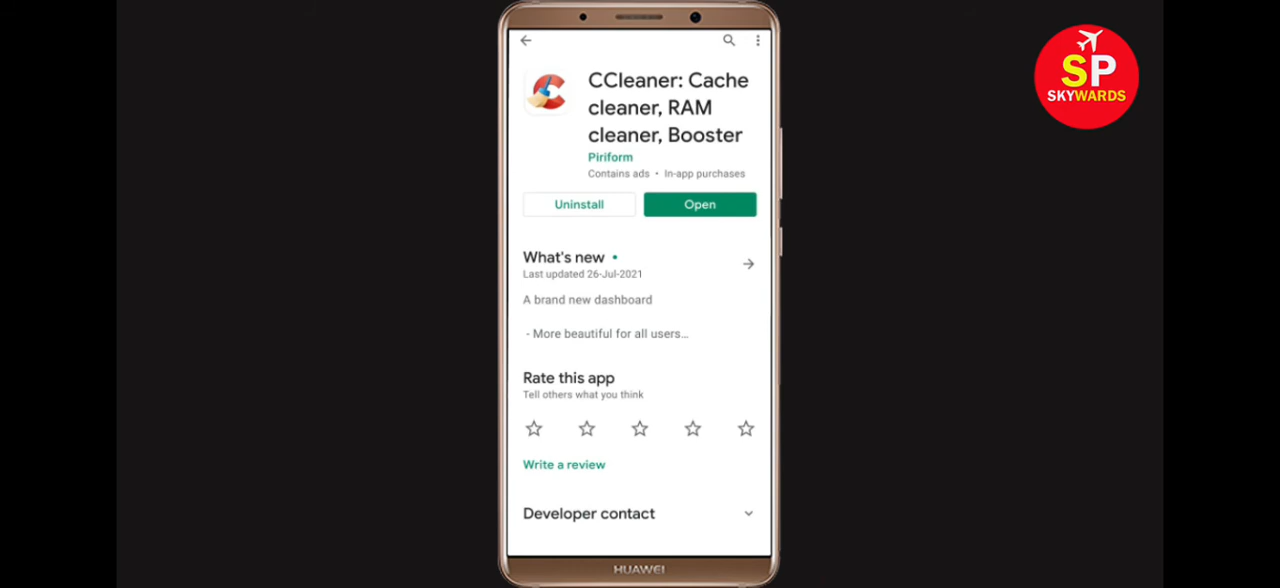 CCleaner: Cache
cleaner, RAM
cleaner, Booster
Piriform
Contains ads • In-app purchases
Uninstall
Open
What's new •
Last updated 26-Jul-2021
A brand new dashboard
- More beautiful for all users...
Rate this app
Tell others what you think
Write a review
Developer contact
HUAWEI
SP
SKYWARDS